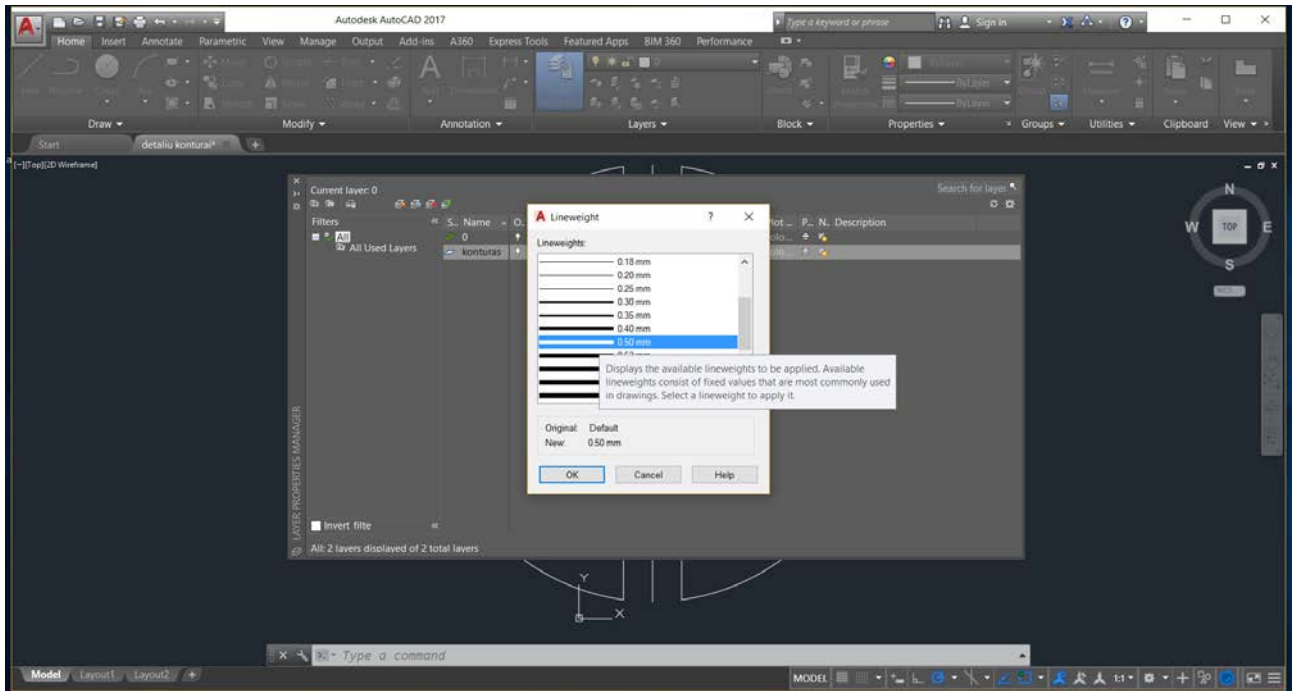 Autodesk AutoCAD 2017
Type a keyword or phrase
Sign In
Home Insert Annotate Parametric View Manage Output Add-ins A360 Express Tools Featured Apps BIM 360 Performance
ByLayer
ByLayer
Draw Modify Annotation Layers Block Properties Groups Utilities Clipboard View
Start detaliu konturai*
[-][Top][2D Wireframe]
N
W TOP E
S
WCS
Current layer: 0
Search for layer
Filters
All
All Used Layers
S.. Name O.
0
konturas
Plot... P... N.. Description
Lineweight
Lineweights:
0.18 mm
0.20 mm
0.25 mm
0.30 mm
0.35 mm
0.40 mm
0.50 mm
Displays the available lineweights to be applied. Available
lineweights consist of fixed values that are most commonly used
in drawings. Select a lineweight to apply it.
Original: Default
New: 0.50 mm
OK Cancel Help
LAYER PROPERTIES MANAGER
Invert filte
All: 2 layers displayed of 2 total layers
Y
X
Type a command
Model Layout1 Layout2 +
MODEL 1:1